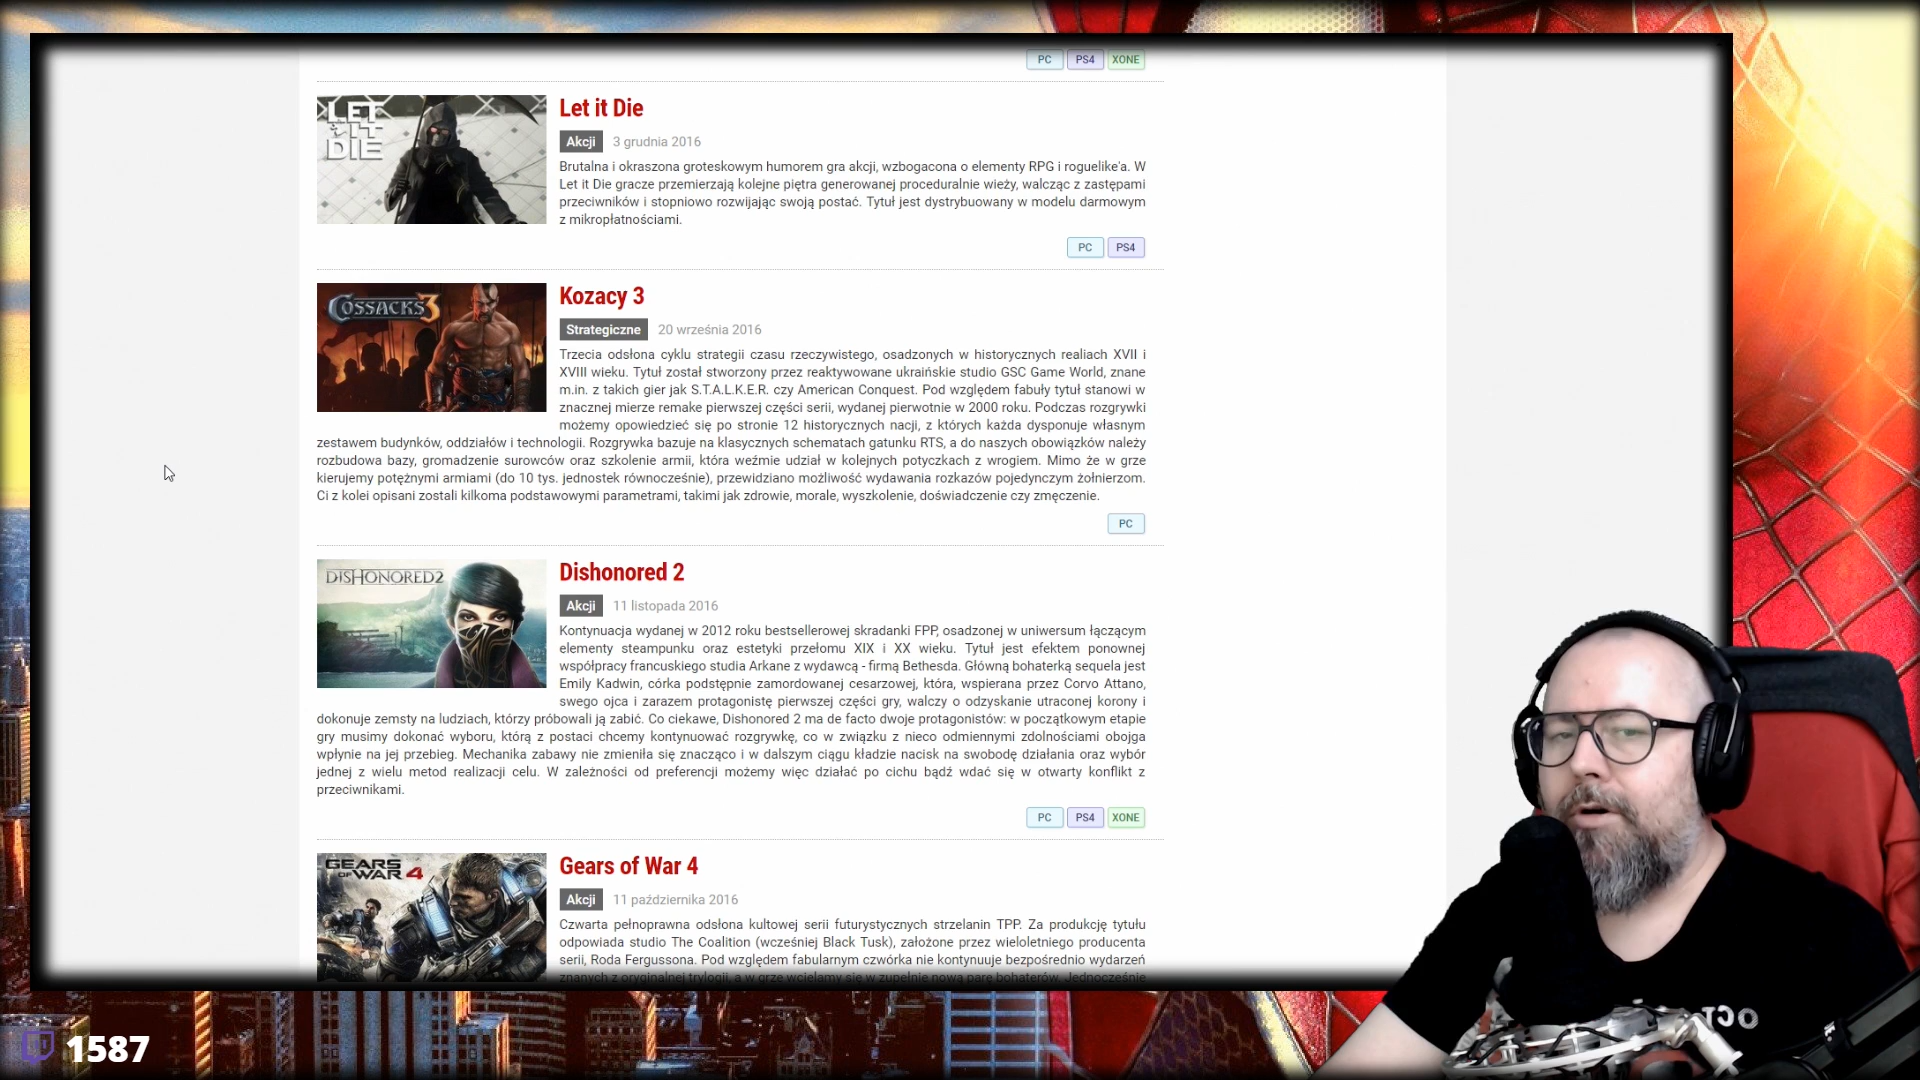 PC PS4 XONE
LET IT DIE
Let it Die
Akcji 3 grudnia 2016
Brutalna i okraszona groteskowym humorem gra akcji, wzbogacona o elementy RPG i roguelike'a. W
Let it Die gracze przemierzają kolejne piętra generowanej proceduralnie wieży, walcząc z zastępami
przeciwników i stopniowo rozwijając swoją postać. Tytuł jest dystrybuowany w modelu darmowym
z mikropłatnościami.
PC PS4
COSSACKS 3
Kozacy 3
Strategiczne 20 września 2016
Trzecia odsłona cyklu strategii czasu rzeczywistego, osadzonych w historycznych realiach XVII i
XVIII wieku. Tytuł został stworzony przez reaktywowane ukraińskie studio GSC Game World, znane
m.in. z takich gier jak S.T.A.L.K.E.R. czy American Conquest. Pod względem fabuły tytuł stanowi w
znacznej mierze remake pierwszej części serii, wydanej pierwotnie w 2000 roku. Podczas rozgrywki
możemy opowiedzieć się po stronie 12 historycznych nacji, z których każda dysponuje własnym
zestawem budynków, oddziałów i technologii. Rozgrywka bazuje na klasycznych schematach gatunku RTS, a do naszych obowiązków należy
rozbudowa bazy, gromadzenie surowców oraz szkolenie armii, która weźmie udział w kolejnych potyczkach z wrogiem. Mimo że w grze
kierujemy potężnymi armiami (do 10 tys. jednostek równocześnie), przewidziano możliwość wydawania rozkazów pojedynczym żołnierzom.
Ci z kolei opisani zostali kilkoma podstawowymi parametrami, takimi jak zdrowie, morale, wyszkolenie, doświadczenie czy zmęczenie.
PC
DISHONORED 2
Dishonored 2
Akcji 11 listopada 2016
Kontynuacja wydanej w 2012 roku bestsellerowej skradanki FPP, osadzonej w uniwersum łączącym
elementy steampunku oraz estetyki przełomu XIX i XX wieku. Tytuł jest efektem ponownej
współpracy francuskiego studia Arkane z wydawcą - firmą Bethesda. Główną bohaterką sequela jest
Emily Kadwin, córka podstępnie zamordowanej cesarzowej, która, wspierana przez Corvo Attano,
swego ojca i zarazem protagonistę pierwszej części gry, walczy o odzyskanie utraconej korony i
dokonuje zemsty na ludziach, którzy próbowali ją zabić. Co ciekawe, Dishonored 2 ma de facto dwoje protagonistów: w początkowym etapie
gry musimy dokonać wyboru, którą z postaci chcemy kontynuować rozgrywkę, co w związku z nieco odmiennymi zdolnościami obojga
wpłynie na jej przebieg. Mechanika zabawy nie zmieniła się znacząco i w dalszym ciągu kładzie nacisk na swobodę działania oraz wybór
jednej z wielu metod realizacji celu. W zależności od preferencji możemy więc działać po cichu bądź wdać się w otwarty konflikt z
przeciwnikami.
PC PS4 XONE
GEARS OF WAR 4
Gears of War 4
Akcji 11 października 2016
Czwarta pełnoprawna odsłona kultowej serii futurystycznych strzelanin TPP. Za produkcję tytułu
odpowiada studio The Coalition (wcześniej Black Tusk), założone przez wieloletniego producenta
serii, Roda Fergussona. Pod względem fabularnym czwórka nie kontynuuje bezpośrednio wydarzeń
znanych z oryginalnej trylogii, a w grze wcielamy się w zupełnie nową parę bohaterów. Jednocześnie
1587